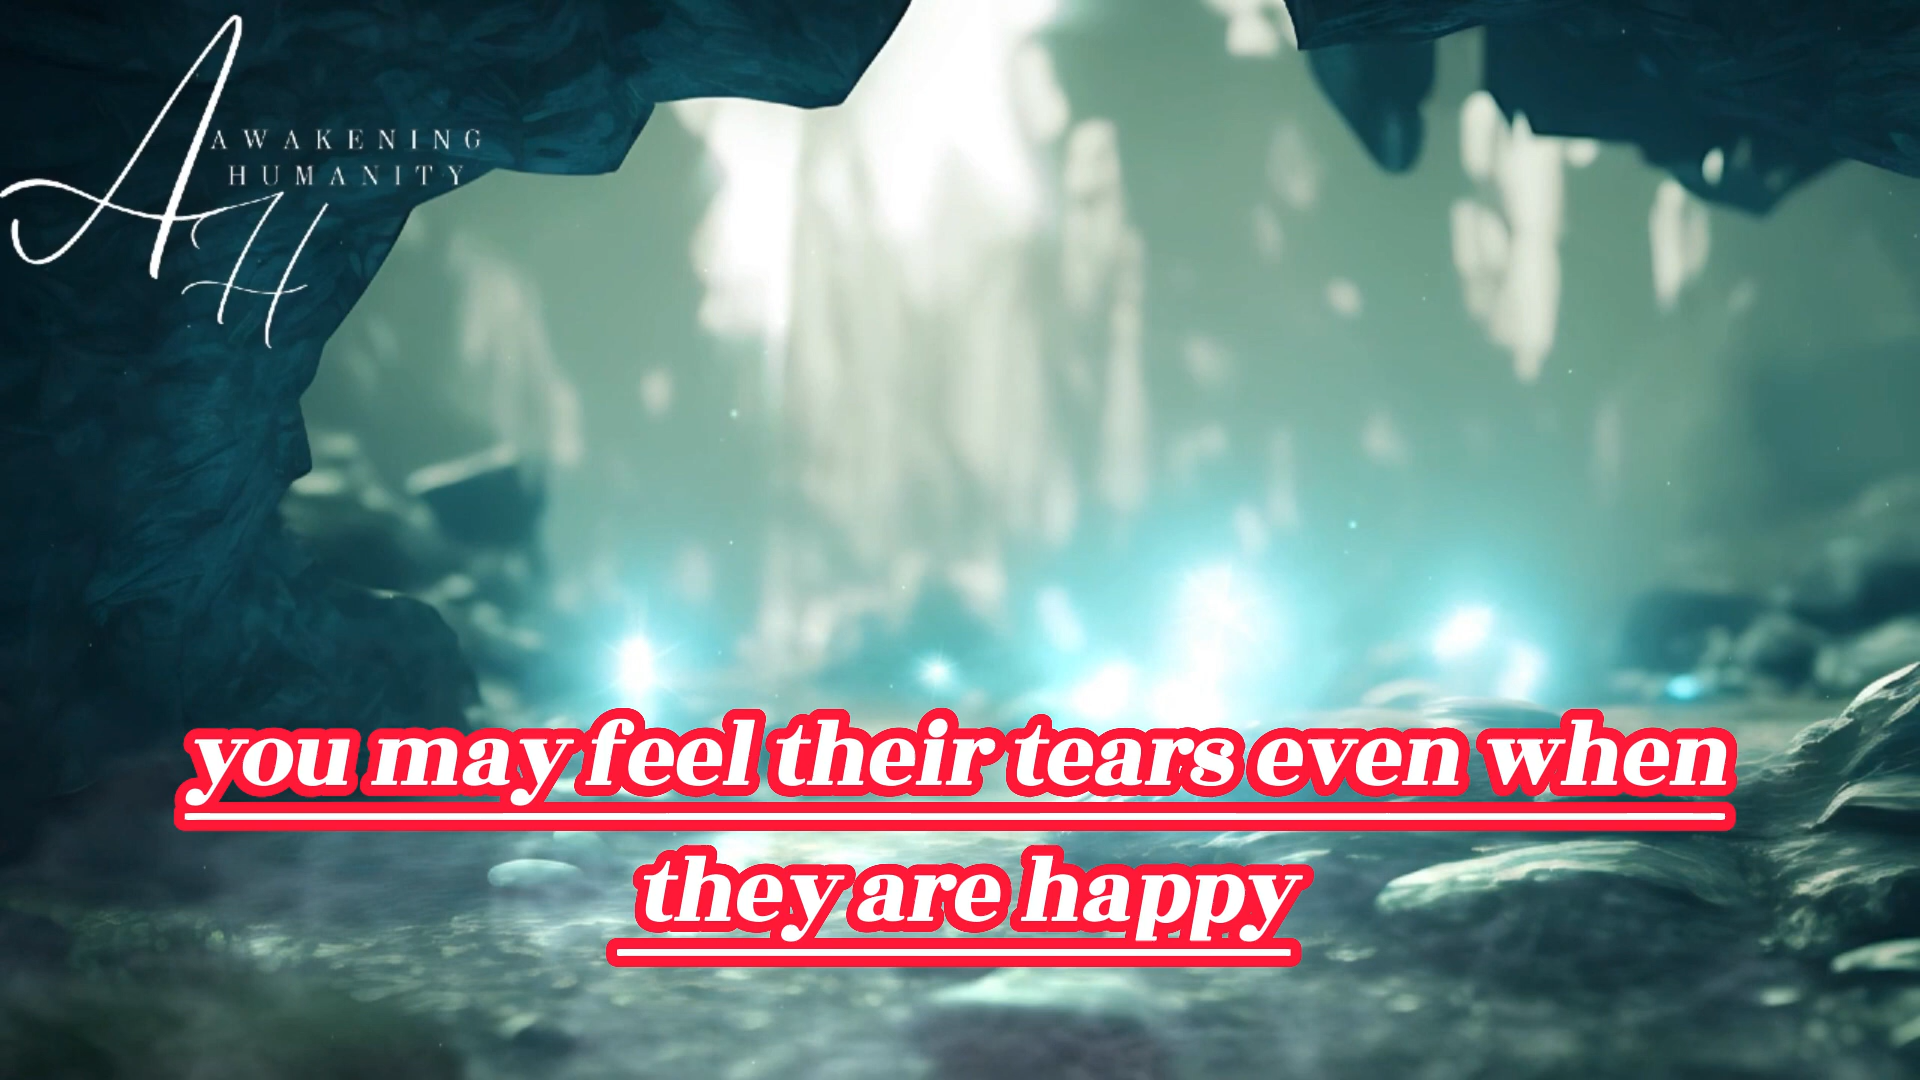 AWAKENING
HUMANITY
AH
you may feel their tears even when
they are happy